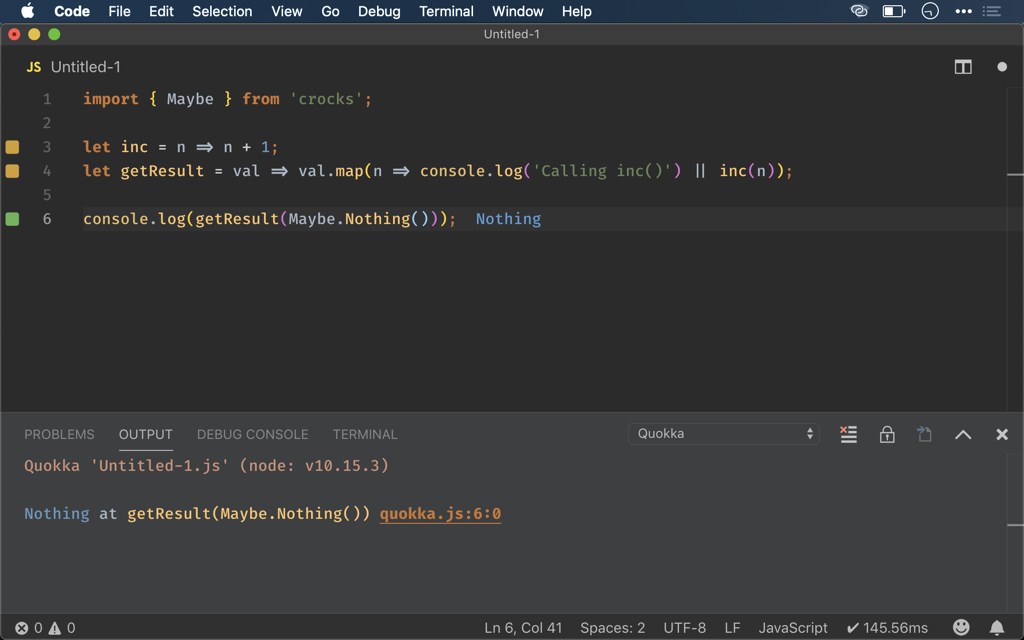 Code File Edit Selection View Go Debug Terminal Window Help
Untitled-1
JS Untitled-1
1 import { Maybe } from 'crocks';
2
3 let inc = n => n + 1;
4 let getResult = val => val.map(n => console.log('Calling inc()') || inc(n));
5
6 console.log(getResult(Maybe.Nothing())); Nothing
PROBLEMS OUTPUT DEBUG CONSOLE TERMINAL Quokka
Quokka 'Untitled-1.js' (node: v10.15.3)
Nothing at getResult(Maybe.Nothing()) quokka.js:6:0
0 0 Ln 6, Col 41 Spaces: 2 UTF-8 LF JavaScript ✔ 145.56ms